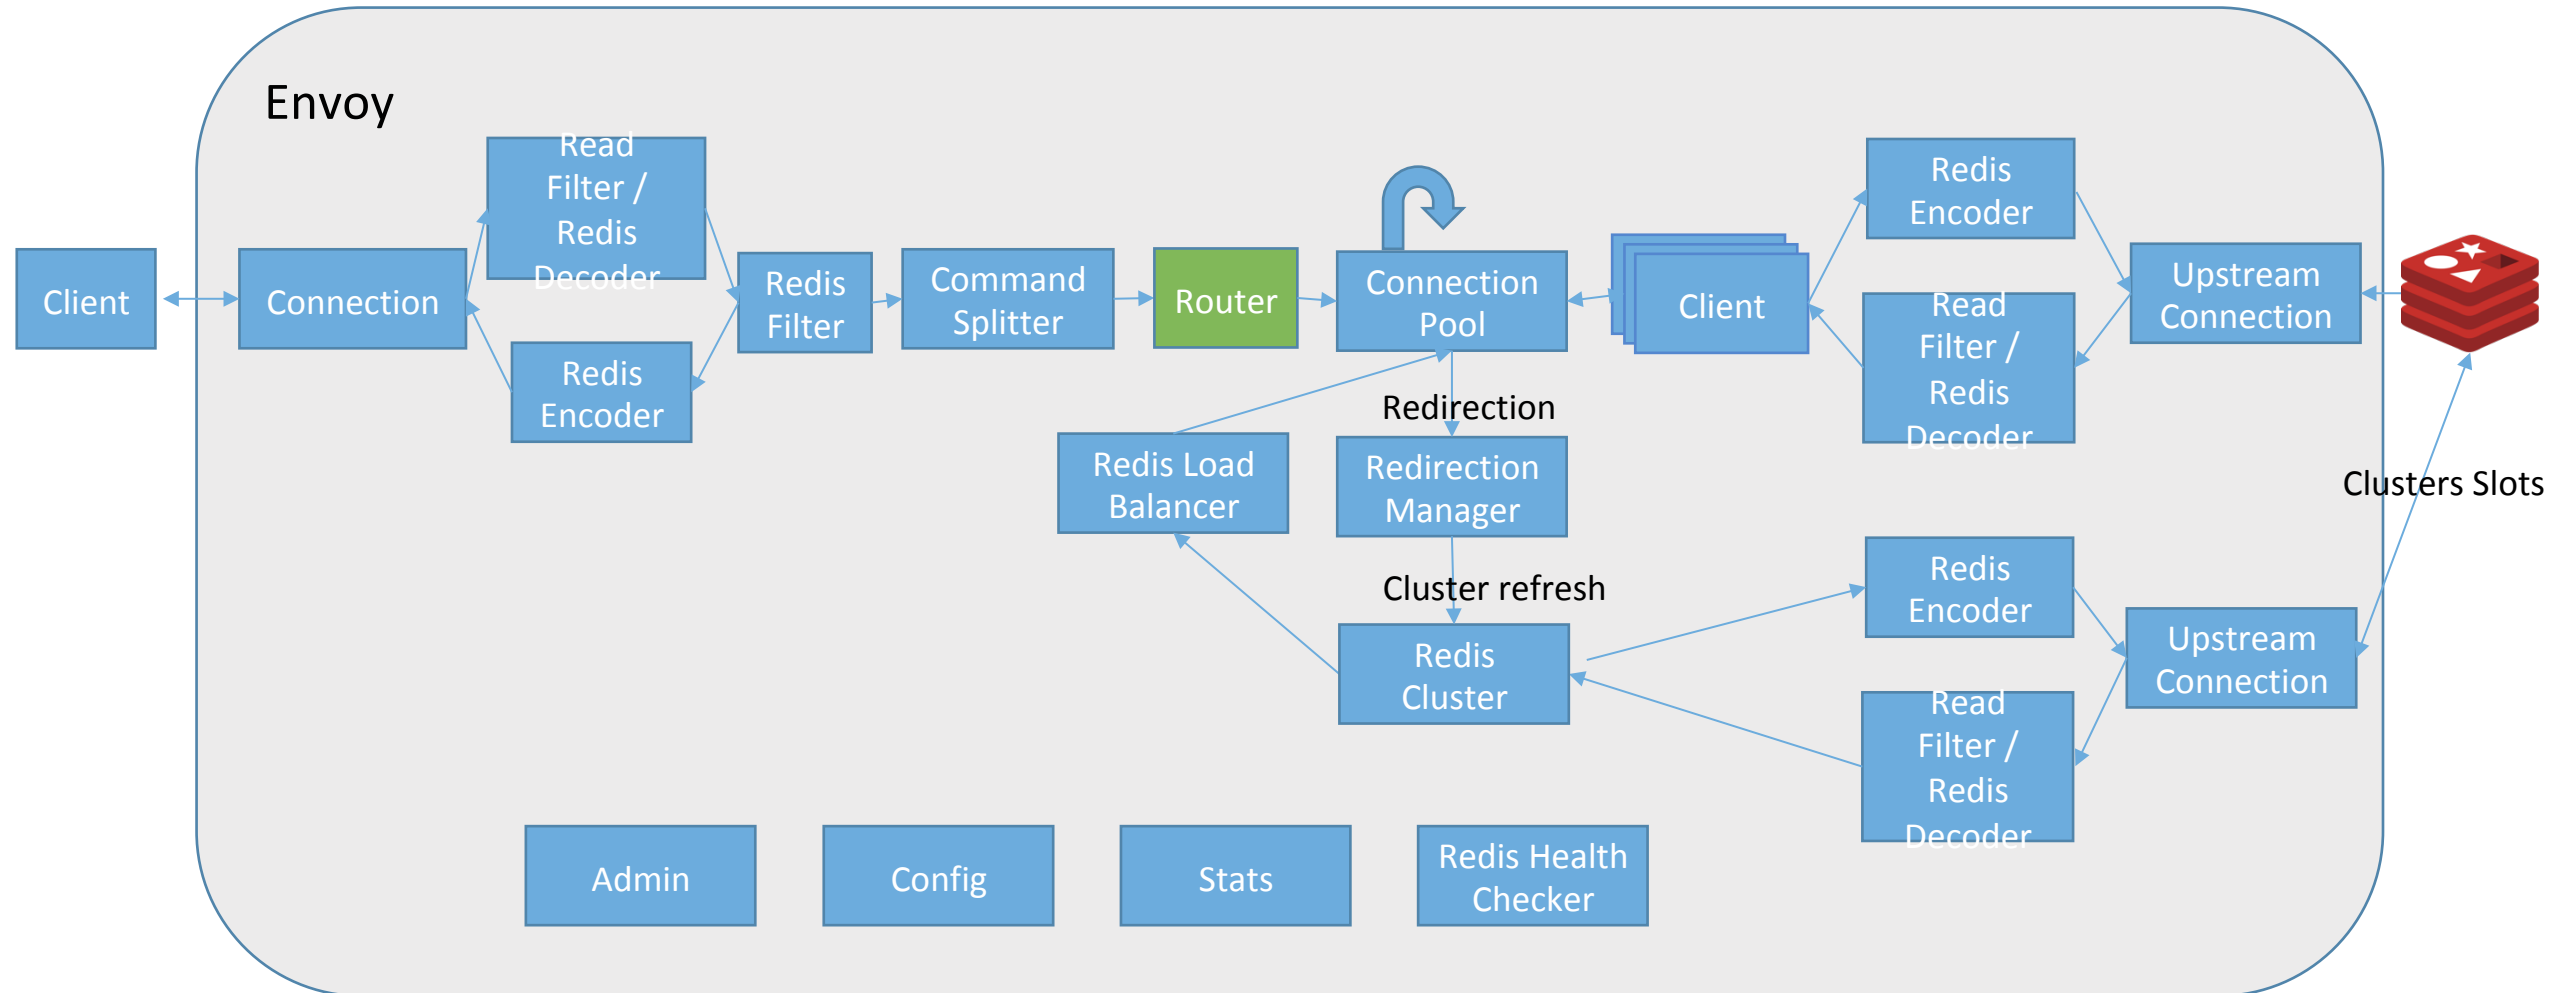 Envoy
Client
Connection
Read
Filter /
Redis
Decoder
Redis
Encoder
Redis
Filter
Command
Splitter
Router
Connection
Pool
Client
Redis
Encoder
Read
Filter /
Redis
Decoder
Upstream
Connection
Redirection
Redis Load
Balancer
Redirection
Manager
Clusters Slots
Cluster refresh
Redis
Cluster
Redis
Encoder
Read
Filter /
Redis
Decoder
Upstream
Connection
Admin
Config
Stats
Redis Health
Checker